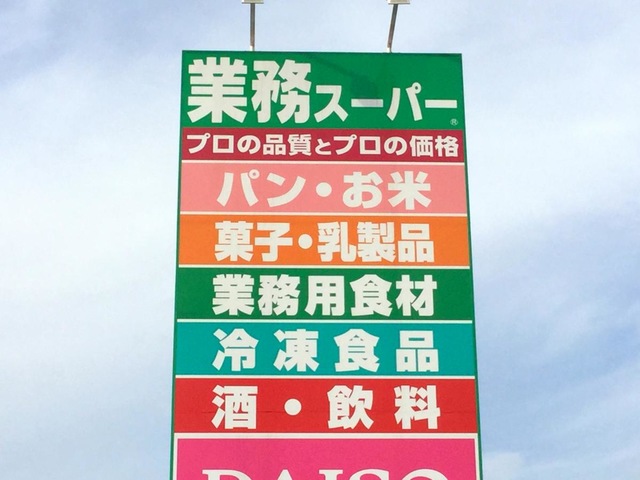 業務スーパー®
プロの品質とプロの価格
パン・お米
菓子・乳製品
業務用食材
冷凍食品
酒・飲料
DAISO